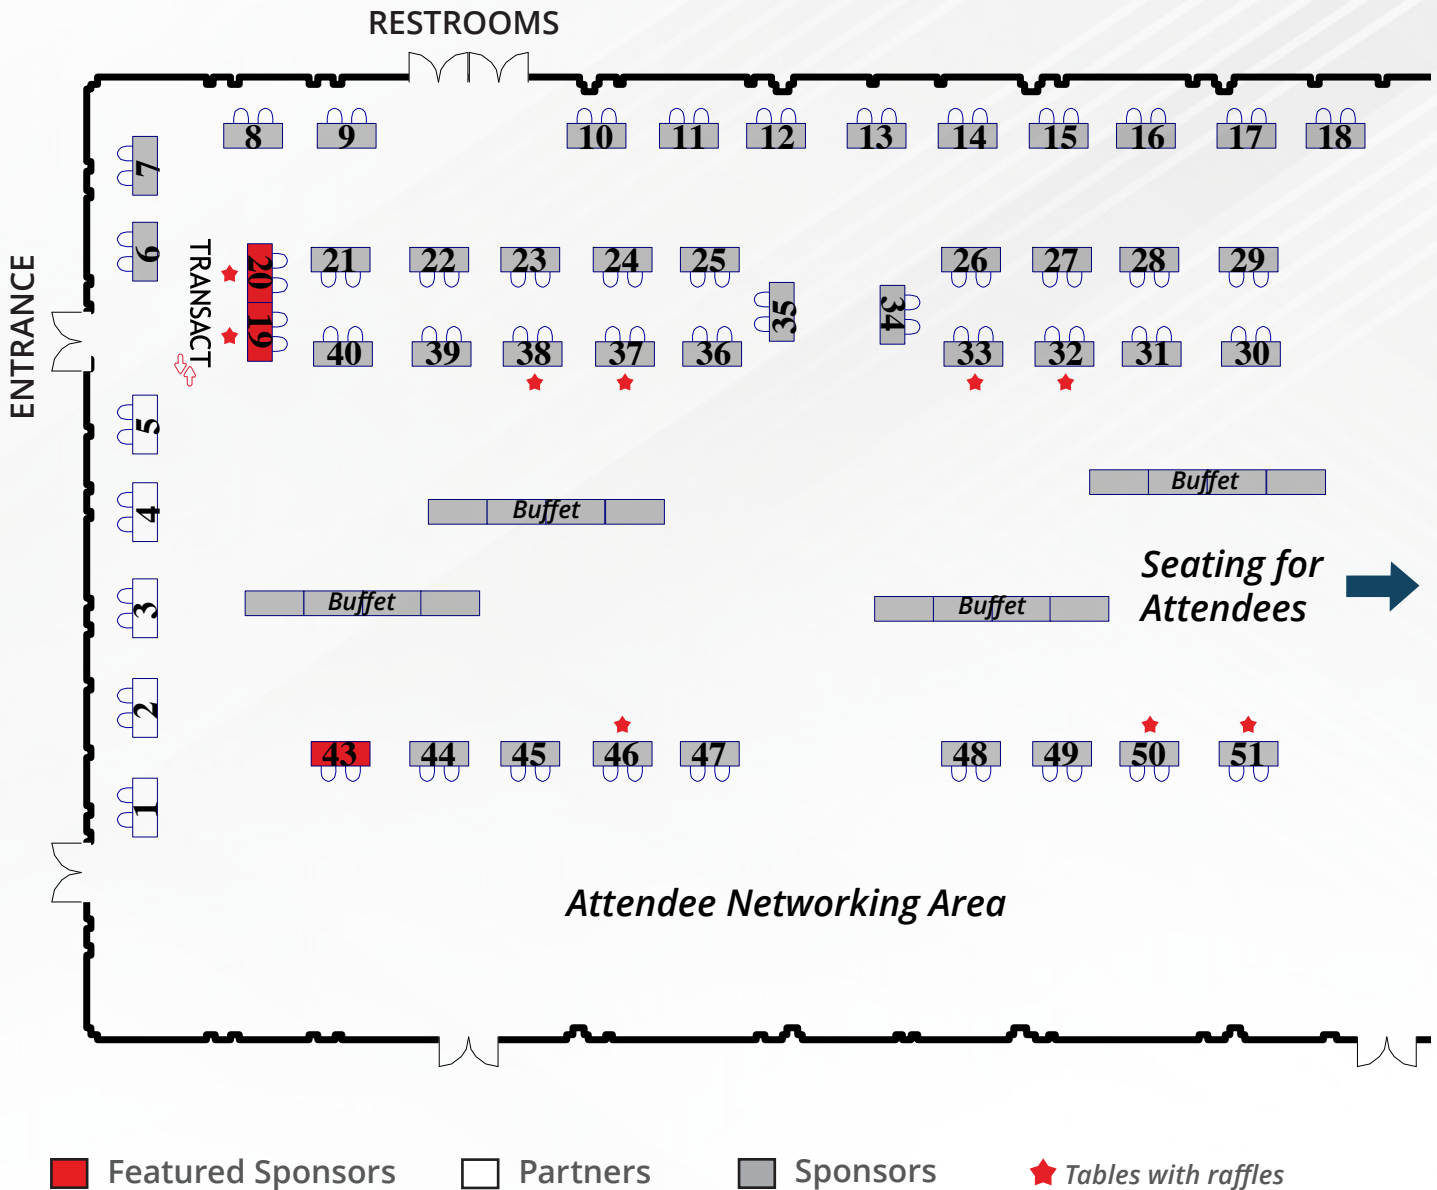 RESTROOMS
8 9 10 11 12 13 14 15 16 17 18
7
6
ENTRANCE
TRANSACT
20
19
21 22 23 24 25 26 27 28 29
35 34
40 39 38 37 36 33 32 31 30
5
4
3
2
1
Buffet
Buffet
Buffet
Buffet
Seating for
Attendees
43 44 45 46 47 48 49 50 51
Attendee Networking Area
Featured Sponsors Partners Sponsors Tables with raffles